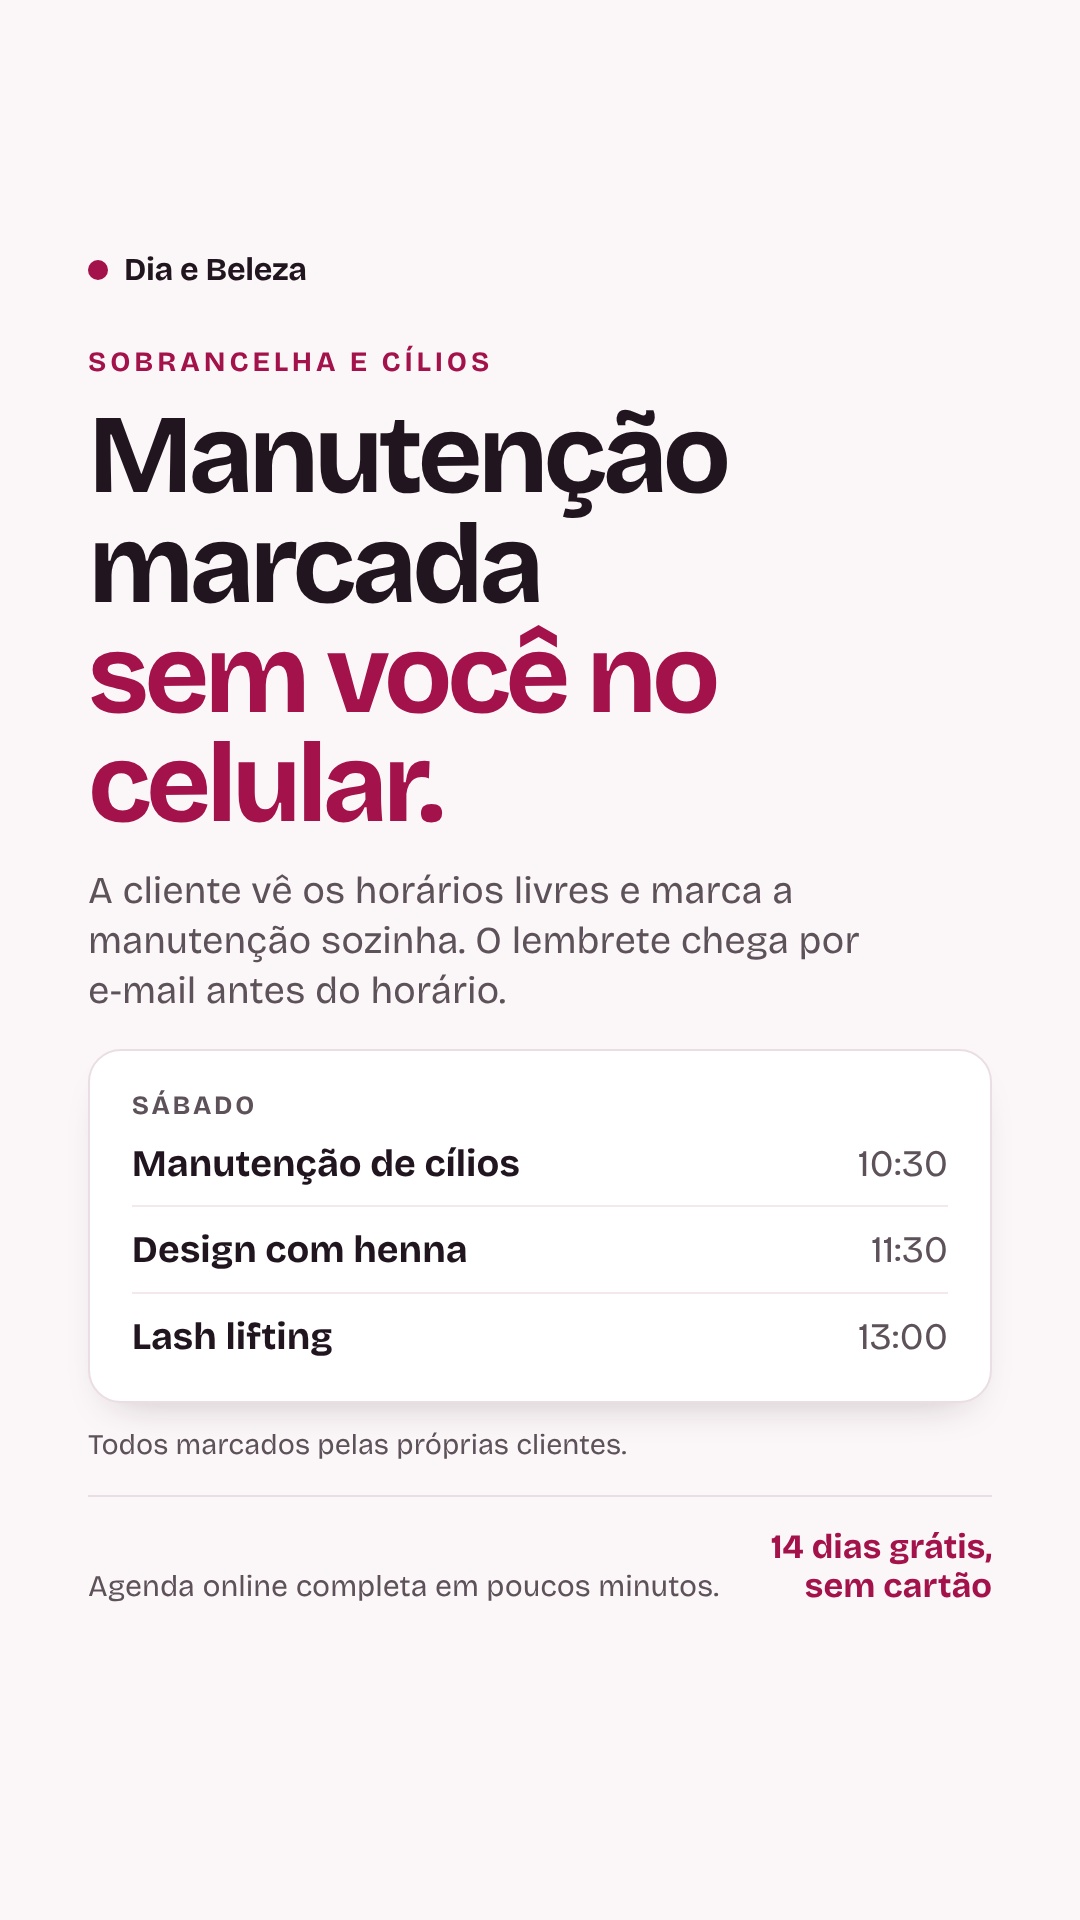 Dia e Beleza
SOBRANCELHA E CÍLIOS
Manutenção
marcada
sem você no
celular.
A cliente vê os horários livres e marca a
manutenção sozinha. O lembrete chega por
e-mail antes do horário.
SÁBADO
Manutenção de cílios 10:30
Design com henna 11:30
Lash lifting 13:00
Todos marcados pelas próprias clientes.
Agenda online completa em poucos minutos.
14 dias grátis,
sem cartão